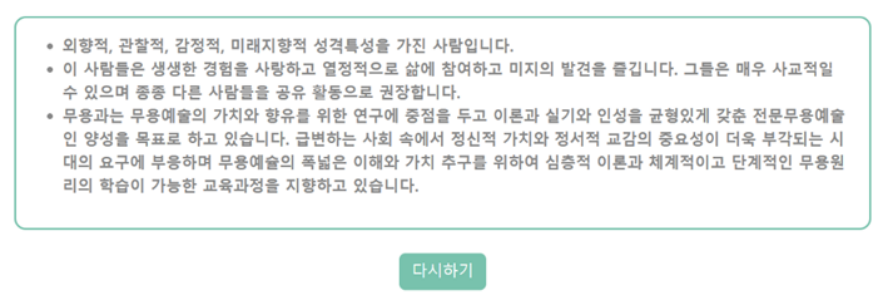 • 외향적, 관찰적, 감정적, 미래지향적 성격특성을 가진 사람입니다.
• 이 사람들은 생생한 경험을 사랑하고 열정적으로 삶에 참여하고 미지의 발견을 즐깁니다. 그들은 매우 사교적일
수 있으며 종종 다른 사람들을 공유 활동으로 권장합니다.
• 무용과는 무용예술의 가치와 향유를 위한 연구에 중점을 두고 이론과 실기와 인성을 균형있게 갖춘 전문무용예술
인 양성을 목표로 하고 있습니다. 급변하는 사회 속에서 정신적 가치와 정서적 교감의 중요성이 더욱 부각되는 시
대의 요구에 부응하며 무용예술의 폭넓은 이해와 가치 추구를 위하여 심층적 이론과 체계적이고 단계적인 무용원
리의 학습이 가능한 교육과정을 지향하고 있습니다.
다시하기